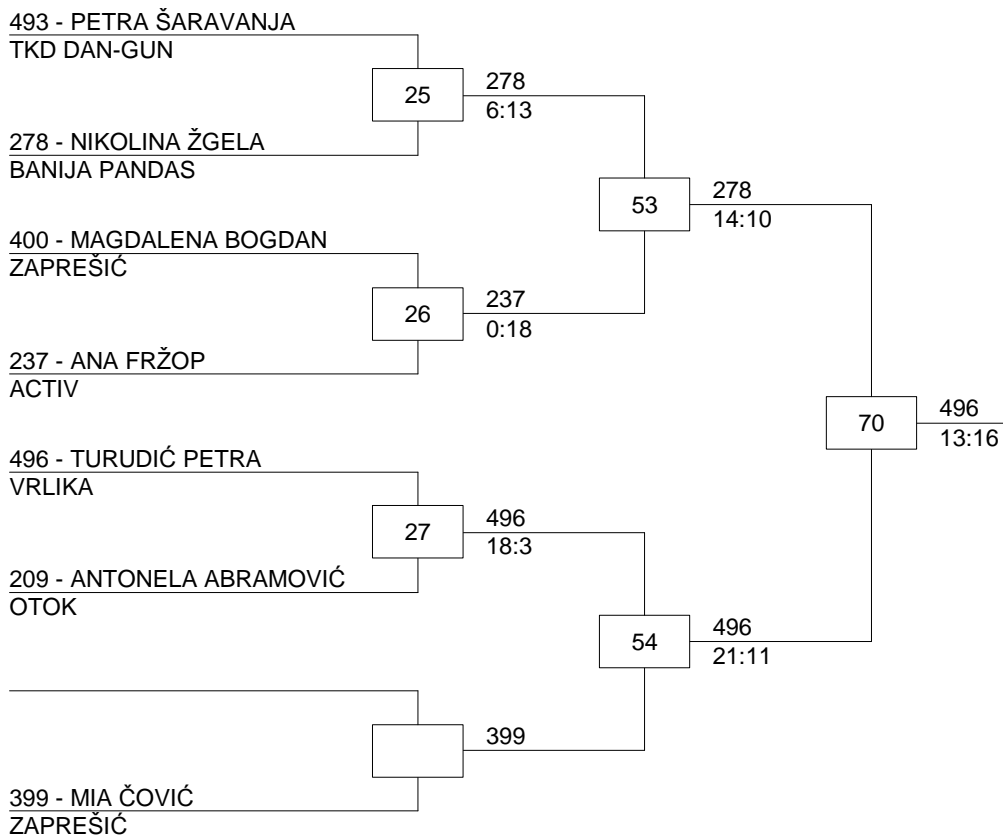 493 - PETRA ŠARAVANJA
TKD DAN-GUN
25
278
6:13
278 - NIKOLINA ŽGELA
BANIJA PANDAS
53
278
14:10
400 - MAGDALENA BOGDAN
ZAPREŠIĆ
26
237
0:18
237 - ANA FRŽOP
ACTIV
70
496
13:16
496 - TURUDIĆ PETRA
VRLIKA
27
496
18:3
209 - ANTONELA ABRAMOVIĆ
OTOK
54
496
21:11
399
399 - MIA ČOVIĆ
ZAPREŠIĆ